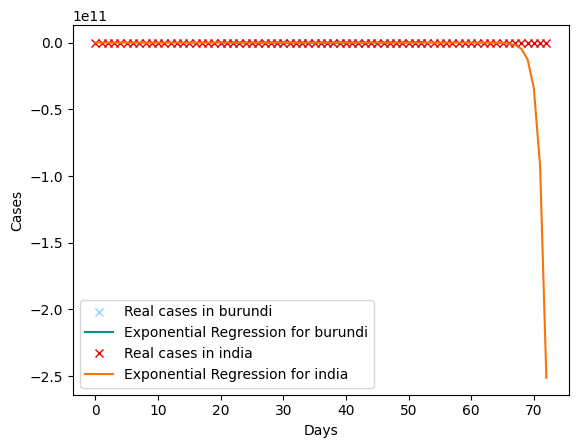 1e11
0.0
−0.5
−1.0
−1.5
−2.0
−2.5
Cases
Real cases in burundi
Exponential Regression for burundi
Real cases in india
Exponential Regression for india
0 10 20 30 40 50 60 70
Days